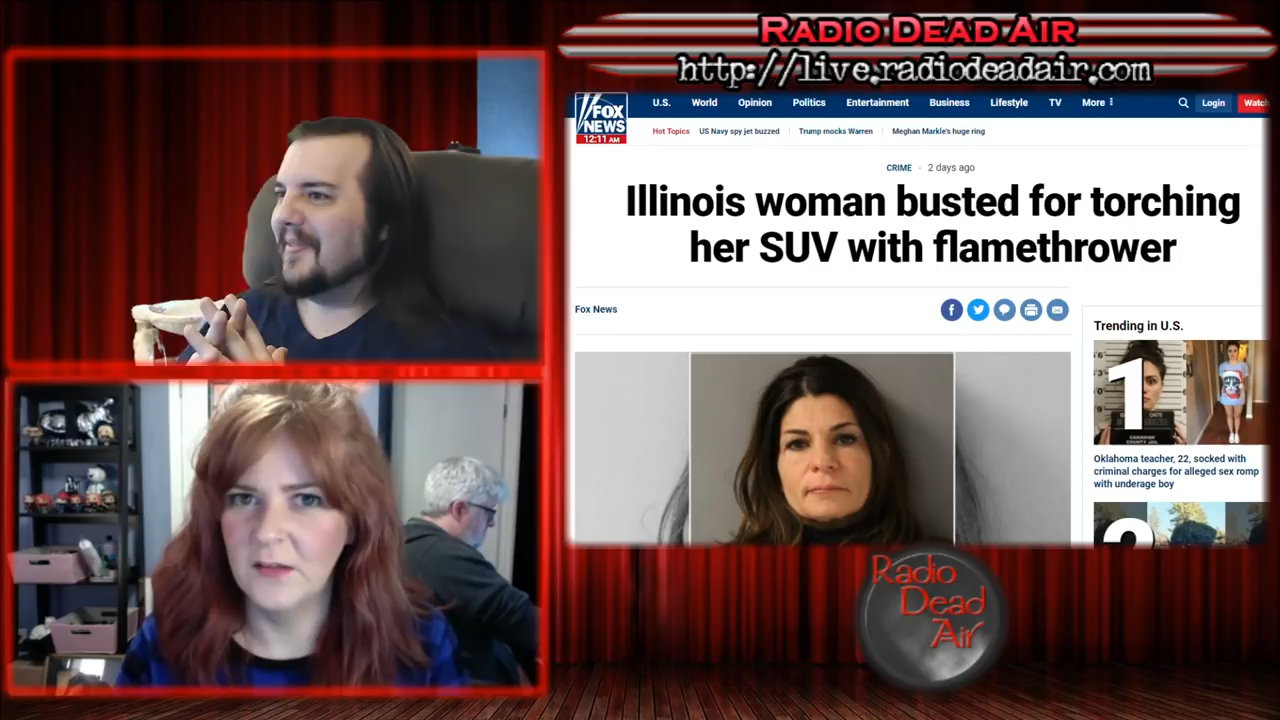 RADIO DEAD AIR
http://live.radiodeadair.com
FOX
NEWS
12:11 AM
U.S. World Opinion Politics Entertainment Business Lifestyle TV More Login Watch
Hot Topics US Navy spy jet buzzed Trump mocks Warren Meghan Markle's huge ring
CRIME 2 days ago
Illinois woman busted for torching
her SUV with flamethrower
Fox News
Trending in U.S.
1
Oklahoma teacher, 22, socked with
criminal charges for alleged sex romp
with underage boy
2
Radio
Dead
Air